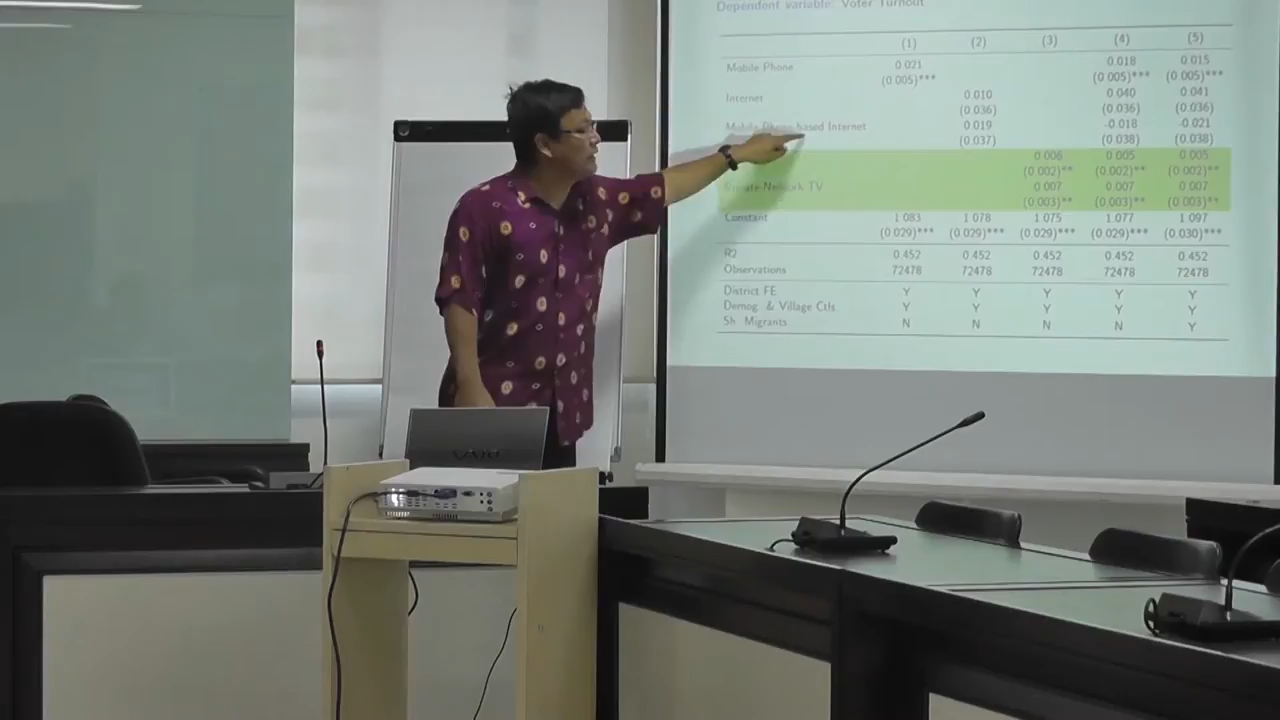 Dependent variable: Voter Turnout
(1) (2) (3) (4) (5)
Mobile Phone 0.021 0.018 0.015
(0.005)*** (0.005)*** (0.005)***
Internet 0.010 0.040 0.041
(0.036) (0.036) (0.036)
Mobile Phone-based Internet 0.019 -0.018 -0.021
(0.037) (0.038) (0.038)
0.006 0.005 0.005
(0.002)** (0.002)** (0.002)**
Private Network TV 0.007 0.007 0.007
(0.003)** (0.003)** (0.003)**
Constant 1.083 1.078 1.075 1.077 1.097
(0.029)*** (0.029)*** (0.029)*** (0.029)*** (0.030)***
R2 0.452 0.452 0.452 0.452 0.452
Observations 72478 72478 72478 72478 72478
District FE Y Y Y Y Y
Demog. & Village Ctls. Y Y Y Y Y
Sh. Migrants N N N N Y
VAIO